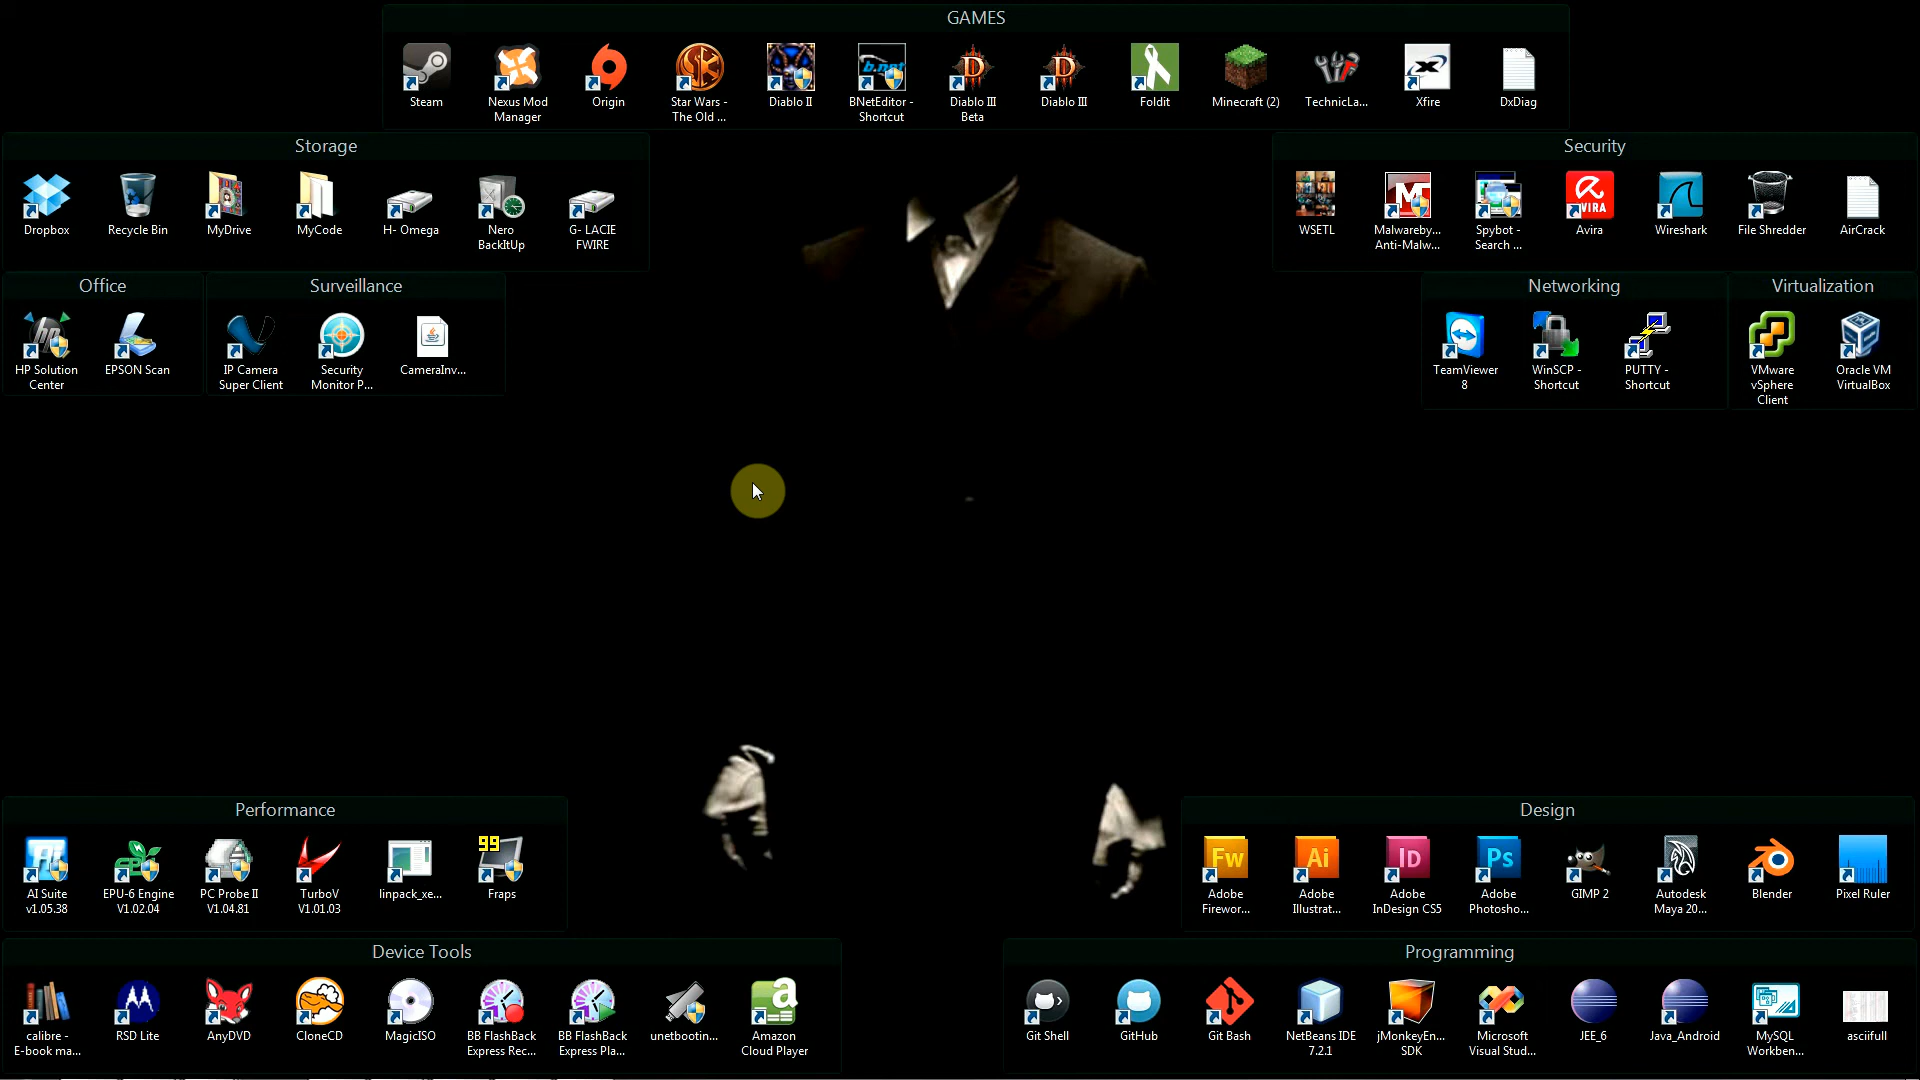 GAMES
Steam
Nexus Mod
Manager
Origin
Star Wars -
The Old ...
Diablo II
b.net
BNetEditor -
Shortcut
Diablo III
Beta
Diablo III
Foldit
Minecraft (2)
TechnicLa...
Xfire
DxDiag
Storage
Dropbox
Recycle Bin
MyDrive
MyCode
H- Omega
Nero
BackItUp
G- LACIE
FWIRE
Security
WSETL
Malwareby...
Anti-Malw...
Spybot -
Search ...
AVIRA
Avira
Wireshark
File Shredder
AirCrack
Office
hp
HP Solution
Center
EPSON Scan
Surveillance
IP Camera
Super Client
Security
Monitor P...
CameraInv...
Networking
TeamViewer
8
WinSCP -
Shortcut
PUTTY -
Shortcut
Virtualization
VMware
vSphere
Client
Oracle VM
VirtualBox
Performance
AI Suite
v1.05.38
EPU-6 Engine
V1.02.04
PC Probe II
V1.04.81
TurboV
V1.01.03
linpack_xe...
99
Fraps
Design
Fw
Adobe
Firewor...
Ai
Adobe
Illustrat...
ID
Adobe
InDesign CS5
Ps
Adobe
Photosho...
GIMP 2
Autodesk
Maya 20...
Blender
Pixel Ruler
Device Tools
calibre -
E-book ma...
RSD Lite
AnyDVD
CloneCD
MagicISO
BB FlashBack
Express Rec...
BB FlashBack
Express Pla...
unetbootin...
a
Amazon
Cloud Player
Programming
Git Shell
GitHub
Git Bash
NetBeans IDE
7.2.1
jMonkeyEn...
SDK
Microsoft
Visual Stud...
JEE_6
Java_Android
MySQL
Workben...
asciifull